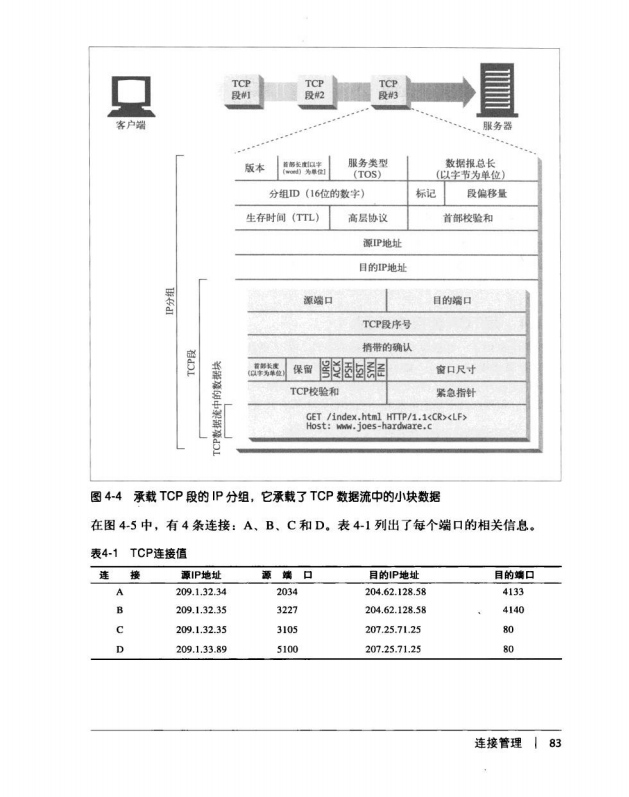 TCP 段#1
TCP 段#2
TCP 段#3
客户端
服务器
版本
首部长度[以字(word) 为单位]
服务类型(TOS)
数据报总长(以字节为单位)
分组ID（16位的数字）
标记
段偏移量
生存时间（TTL）
高层协议
首部校验和
源IP地址
目的IP地址
源端口
目的端口
TCP段序号
捎带的确认
首部长度(以字为单位)
保留
URG
ACK
PSH
RST
SYN
FIN
窗口尺寸
TCP校验和
紧急指针
GET /index.html HTTP/1.1<CR><LF>
Host: www.joes-hardware.c
IP分组
TCP段
TCP数据流中的数据块
图 4-4 承载 TCP 段的 IP 分组，它承载了 TCP 数据流中的小块数据
在图 4-5 中，有 4 条连接：A、B、C 和 D。表 4-1 列出了每个端口的相关信息。
表4-1 TCP连接值
连 接 源IP地址 源 端 口 目的IP地址 目的端口
A 209.1.32.34 2034 204.62.128.58 4133
B 209.1.32.35 3227 204.62.128.58 4140
C 209.1.32.35 3105 207.25.71.25 80
D 209.1.33.89 5100 207.25.71.25 80
连接管理 | 83